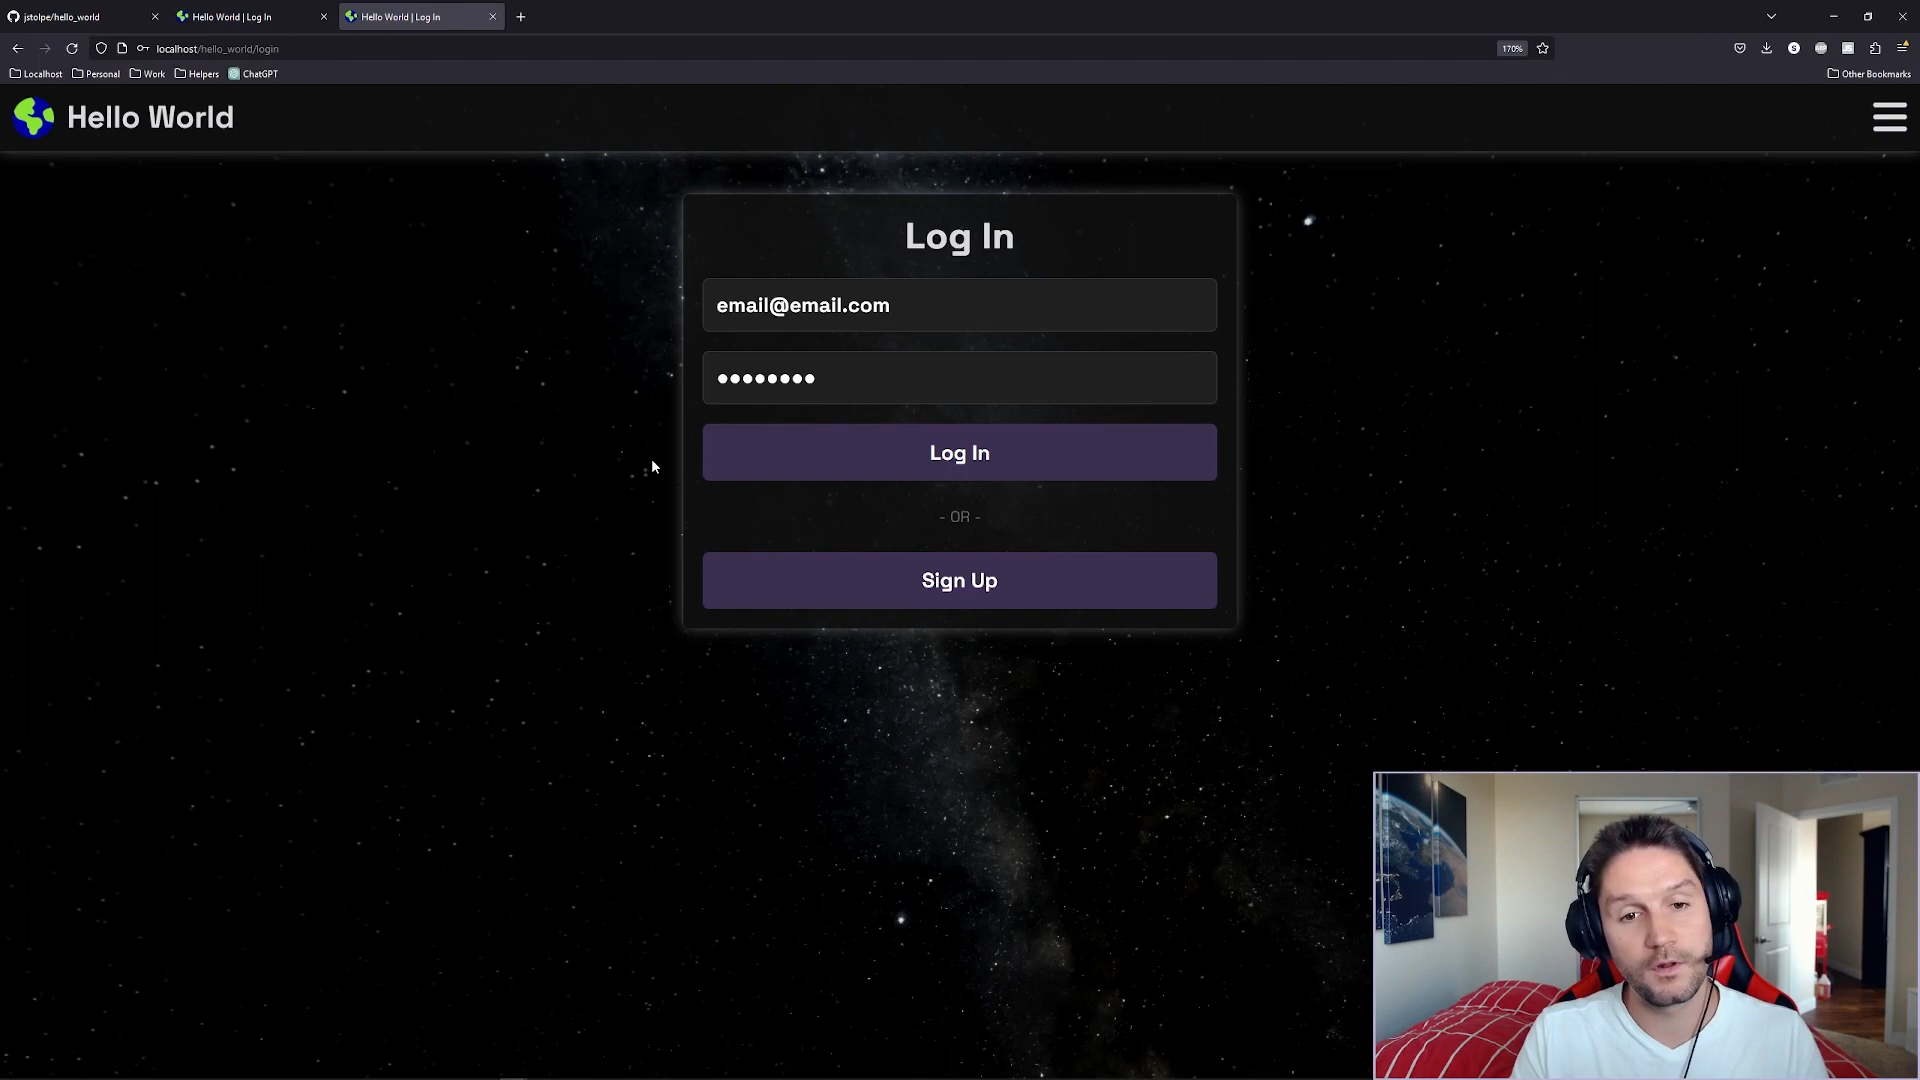 jstolpe/hello_world
Hello World | Log In
Hello World | Log In
localhost/hello_world/login
170%
Localhost
Personal
Work
Helpers
ChatGPT
Other Bookmarks
Hello World
Log In
email@email.com
Log In
- OR -
Sign Up